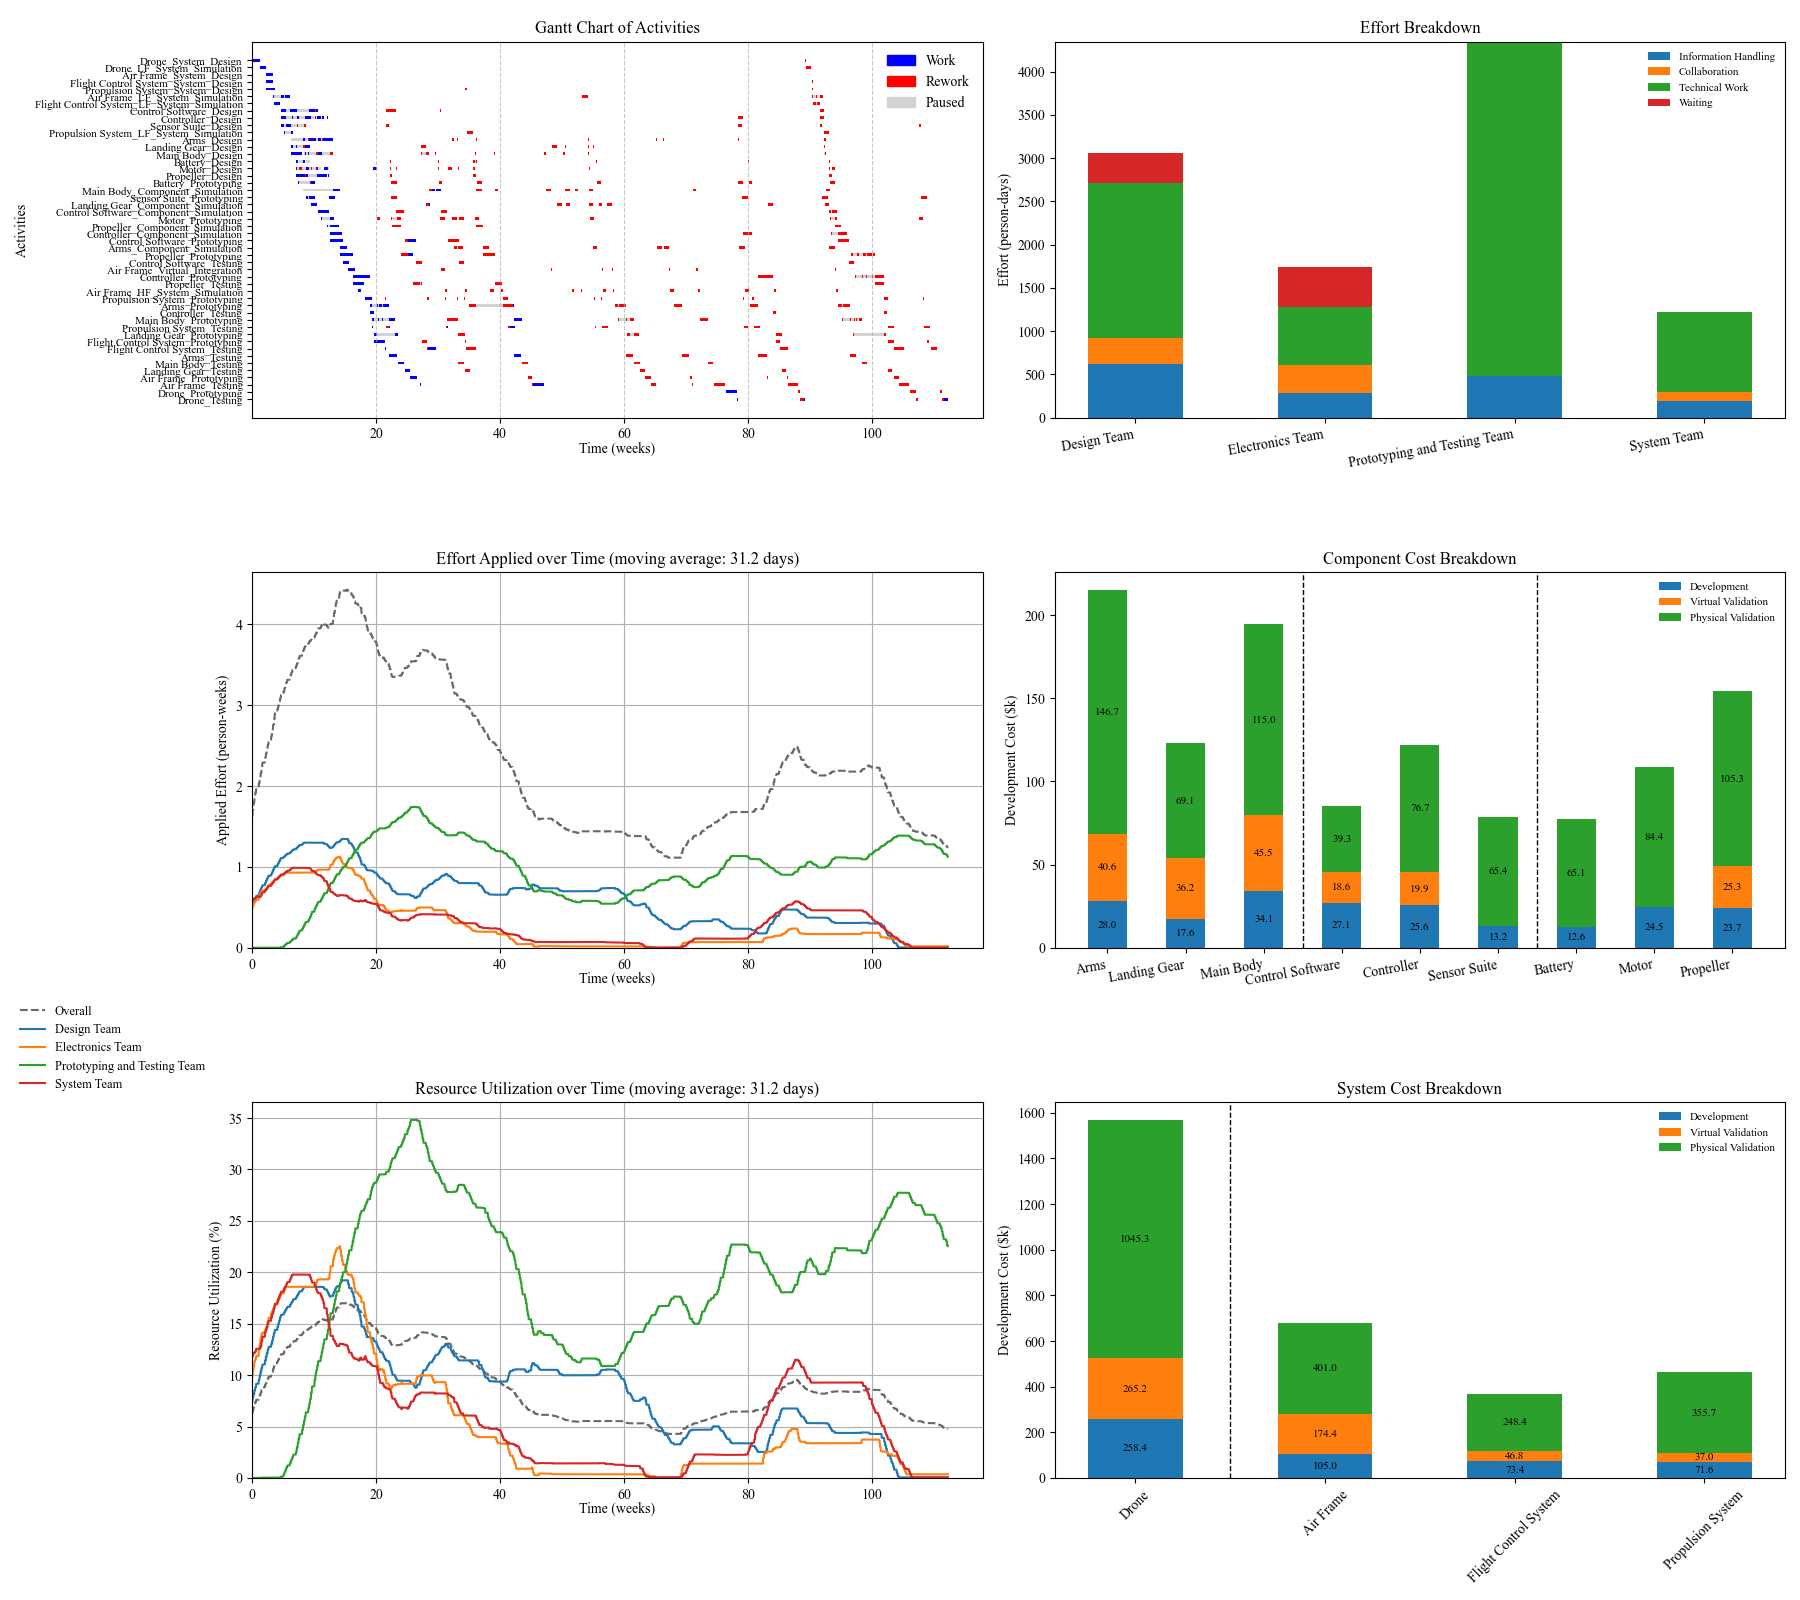 Gantt Chart of Activities
Drone_System_Design
Drone_LF_System_Simulation
Air Frame_System_Design
Flight Control System_System_Design
Propulsion System_System_Design
Air Frame_LF_System_Simulation
Flight Control System_LF_System_Simulation
Control Software_Design
Controller_Design
Sensor Suite_Design
Propulsion System_LF_System_Simulation
Arms_Design
Landing Gear_Design
Main Body_Design
Battery_Design
Motor_Design
Propeller_Design
Battery_Prototyping
Main Body_Component_Simulation
Sensor Suite_Prototyping
Landing Gear_Component_Simulation
Control Software_Component_Simulation
Motor_Prototyping
Propeller_Component_Simulation
Controller_Component_Simulation
Control Software_Prototyping
Arms_Component_Simulation
Propeller_Prototyping
Control Software_Testing
Air Frame_Virtual_Integration
Controller_Prototyping
Propeller_Testing
Air Frame_HF_System_Simulation
Propulsion System_Prototyping
Arms_Prototyping
Controller_Testing
Main Body_Prototyping
Propulsion System_Testing
Landing Gear_Prototyping
Flight Control System_Prototyping
Flight Control System_Testing
Arms_Testing
Main Body_Testing
Landing Gear_Testing
Air Frame_Prototyping
Air Frame_Testing
Drone_Prototyping
Drone_Testing
Activities
Work
Rework
Paused
20 40 60 80 100
Time (weeks)
Effort Breakdown
Effort (person-days)
4000
3500
3000
2500
2000
1500
1000
500
0
Information Handling
Collaboration
Technical Work
Waiting
Design Team
Electronics Team
Prototyping and Testing Team
System Team
Effort Applied over Time (moving average: 31.2 days)
Applied Effort (person-weeks)
4
3
2
1
0
0 20 40 60 80 100
Time (weeks)
Component Cost Breakdown
Development Cost ($k)
200
150
100
50
0
Development
Virtual Validation
Physical Validation
146.7
40.6
28.0
69.1
36.2
17.6
115.0
45.5
34.1
39.3
18.6
27.1
76.7
19.9
25.6
65.4
13.2
65.1
12.6
84.4
24.5
105.3
25.3
23.7
Arms
Landing Gear
Main Body
Control Software
Controller
Sensor Suite
Battery
Motor
Propeller
Overall
Design Team
Electronics Team
Prototyping and Testing Team
System Team
Resource Utilization over Time (moving average: 31.2 days)
Resource Utilization (%)
35
30
25
20
15
10
5
0
0 20 40 60 80 100
Time (weeks)
System Cost Breakdown
Development Cost ($k)
1600
1400
1200
1000
800
600
400
200
0
Development
Virtual Validation
Physical Validation
1045.3
265.2
258.4
401.0
174.4
105.0
248.4
46.8
73.4
355.7
37.0
71.6
Drone
Air Frame
Flight Control System
Propulsion System